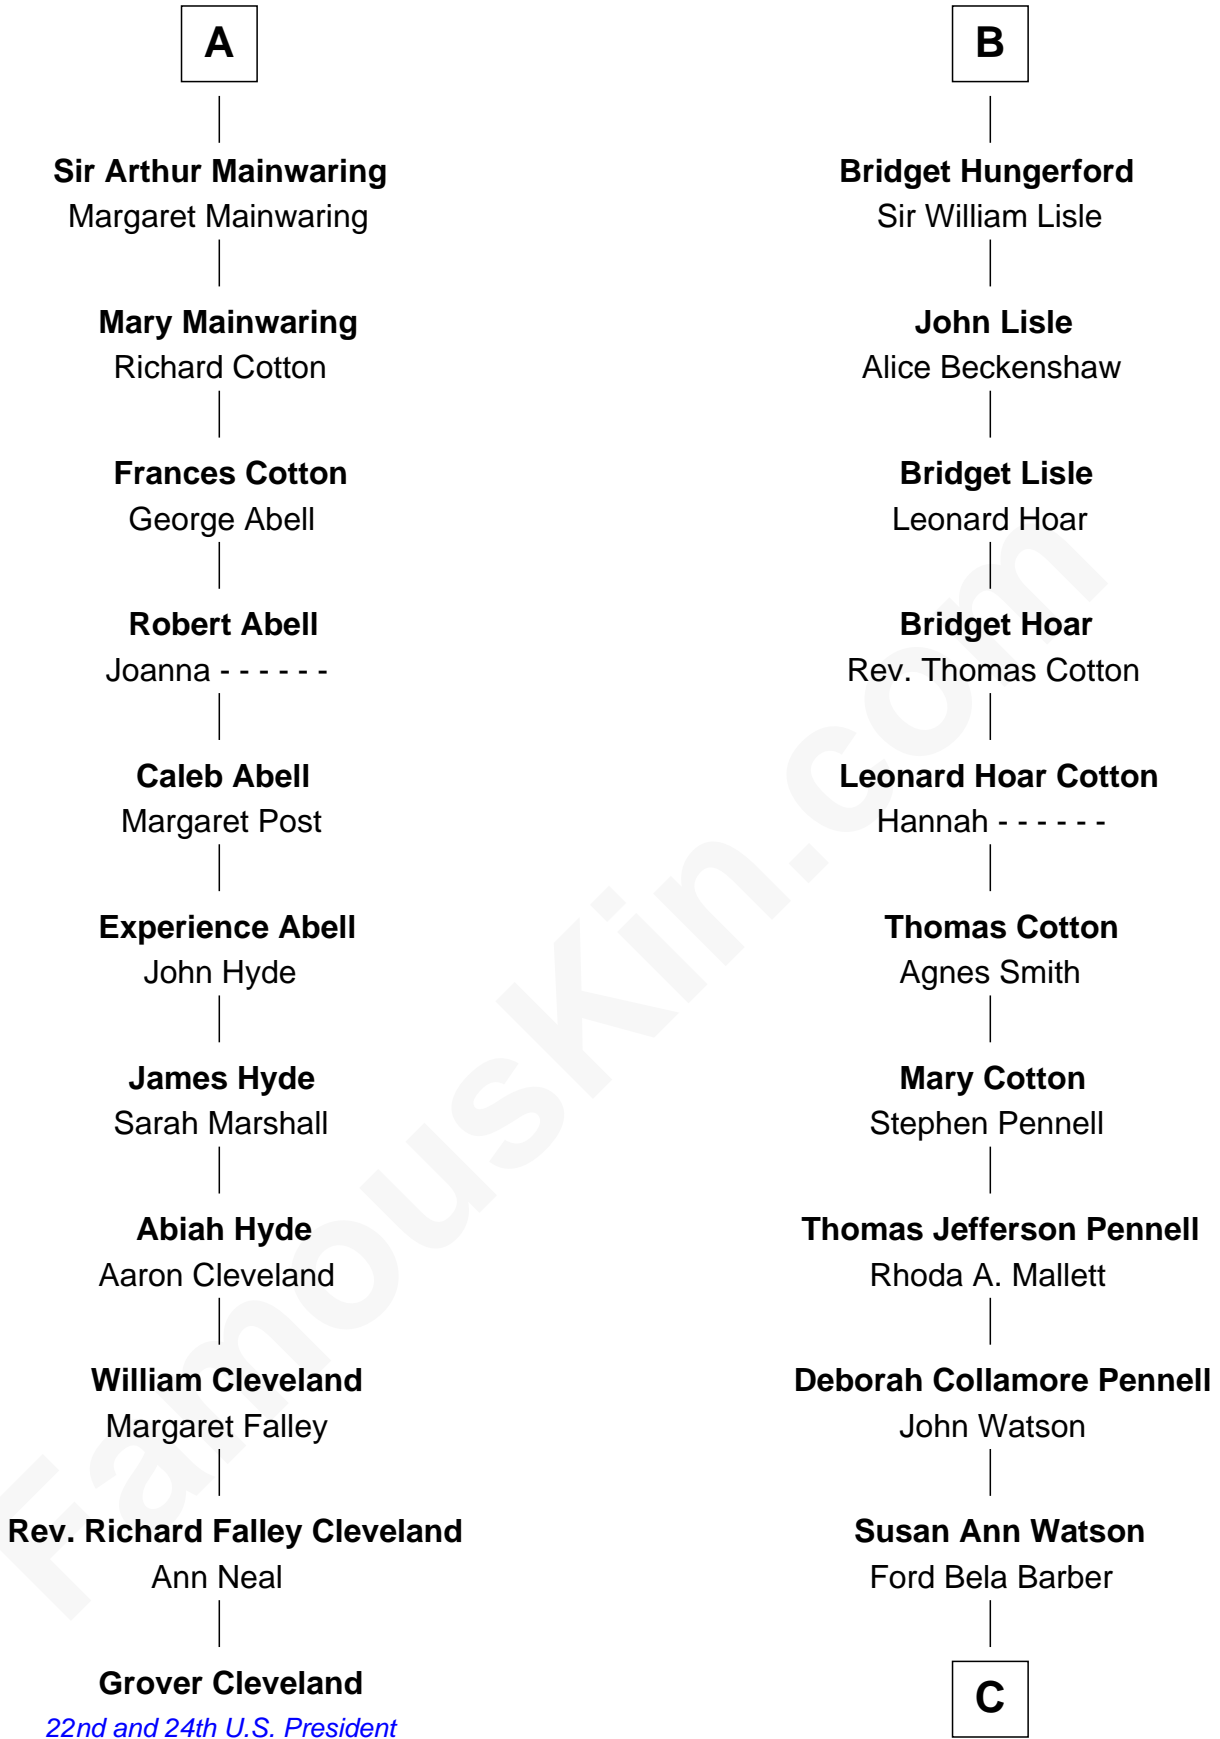 A
Sir Arthur Mainwaring
Margaret Mainwaring
Mary Mainwaring
Richard Cotton
Frances Cotton
George Abell
Robert Abell
Joanna - - - - - -
Caleb Abell
Margaret Post
Experience Abell
John Hyde
James Hyde
Sarah Marshall
Abiah Hyde
Aaron Cleveland
William Cleveland
Margaret Falley
Rev. Richard Falley Cleveland
Ann Neal
Grover Cleveland
22nd and 24th U.S. President
B
Bridget Hungerford
Sir William Lisle
John Lisle
Alice Beckenshaw
Bridget Lisle
Leonard Hoar
Bridget Hoar
Rev. Thomas Cotton
Leonard Hoar Cotton
Hannah - - - - - -
Thomas Cotton
Agnes Smith
Mary Cotton
Stephen Pennell
Thomas Jefferson Pennell
Rhoda A. Mallett
Deborah Collamore Pennell
John Watson
Susan Ann Watson
Ford Bela Barber
C
FamousKin.com